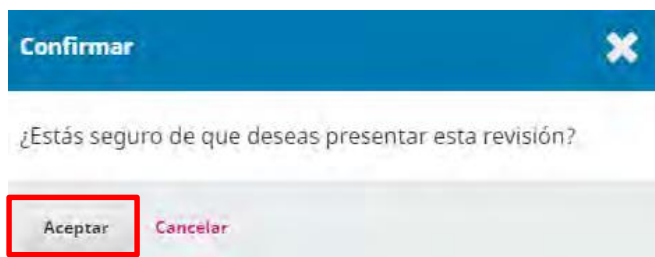 Confirmar
¿Estás seguro de que deseas presentar esta revisión?
Aceptar Cancelar